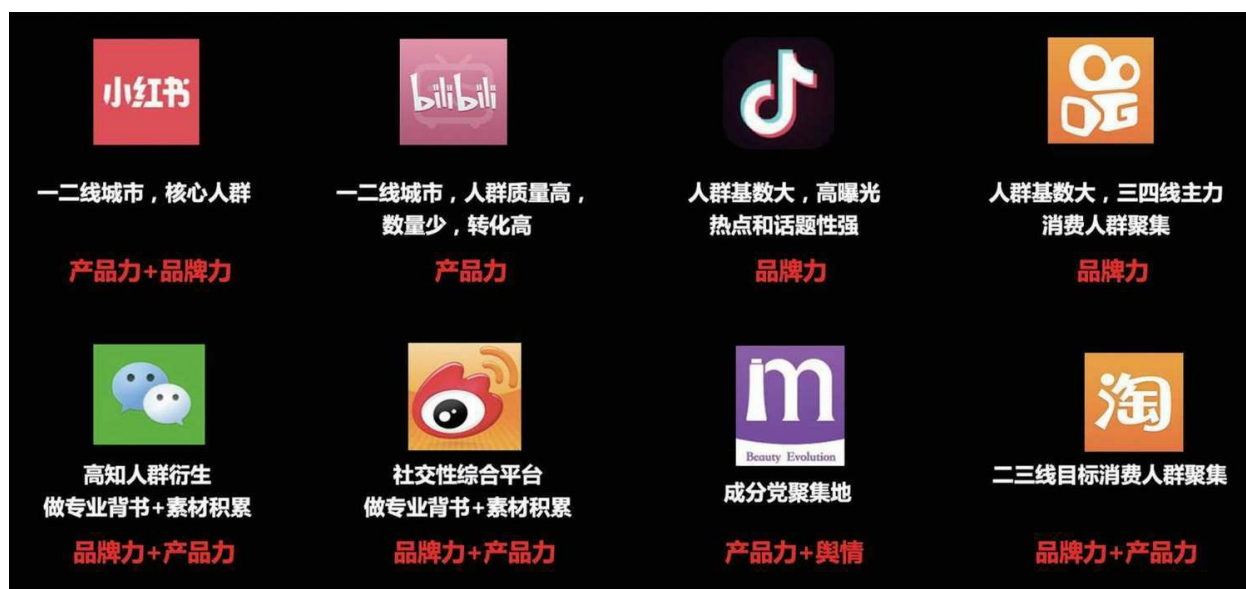 小红书
bilibili
一二线城市，核心人群
一二线城市，人群质量高，
数量少，转化高
人群基数大，高曝光
热点和话题性强
人群基数大，三四线主力
消费人群聚集
产品力+品牌力
产品力
品牌力
品牌力
m
Beauty Evolution
淘
高知人群衍生
做专业背书+素材积累
社交性综合平台
做专业背书+素材积累
成分党聚集地
二三线目标消费人群聚集
品牌力+产品力
品牌力+产品力
产品力+舆情
品牌力+产品力